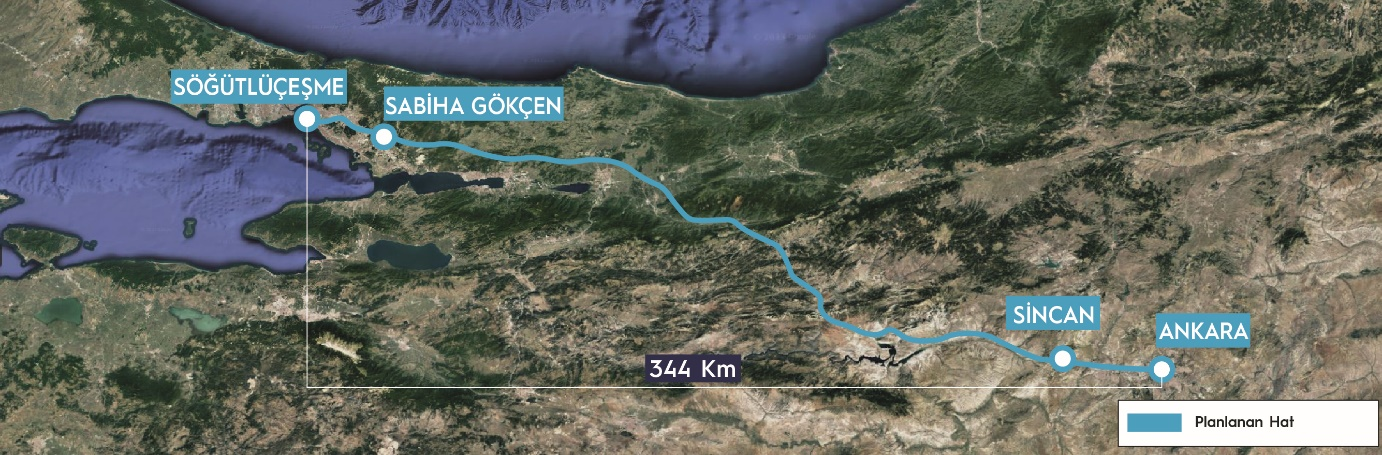 SÖĞÜTLÜÇEŞME
SABİHA GÖKÇEN
SİNCAN
ANKARA
344 Km
Planlanan Hat